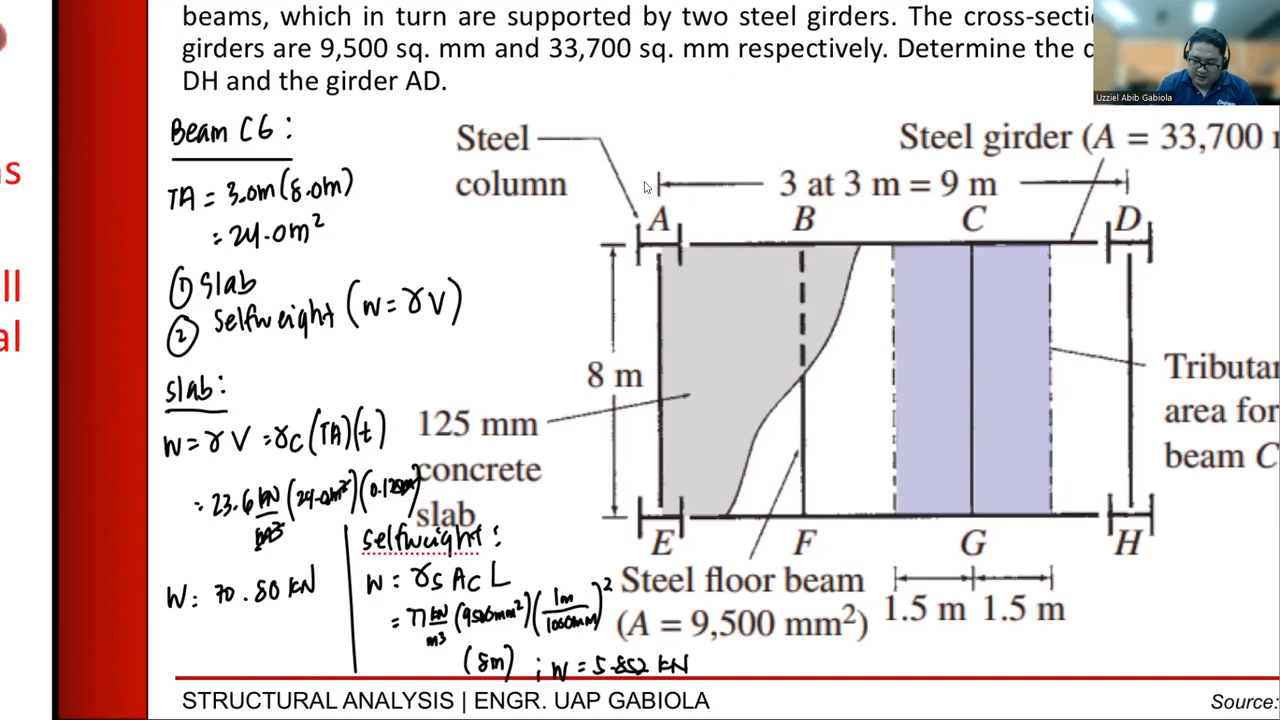 beams, which in turn are supported by two steel girders. The cross-secti
girders are 9,500 sq. mm and 33,700 sq. mm respectively. Determine the d
DH and the girder AD.
Uzziel Abib Gabiola
as
ll
al
Beam CG:
TA = 3.0m(8.0m)
= 24.0m²
① Slab
② Selfweight (W = γV)
Slab:
W = γV = γc(TA)(t)
= 23.6 kN/m³ (24.0m²)(0.125m)
W: 70.80 kN
Selfweight:
W = γs Ac L
= 77 kN/m³ (9500mm²)(1m/1000mm)²
(8m) ; W = 5.852 kN
Steel
column
Steel girder (A = 33,700
3 at 3 m = 9 m
A
B
C
D
8 m
125 mm
concrete
slab
Tributar
area for
beam C
E
F
G
H
Steel floor beam
(A = 9,500 mm²)
1.5 m
1.5 m
STRUCTURAL ANALYSIS | ENGR. UAP GABIOLA
Source: